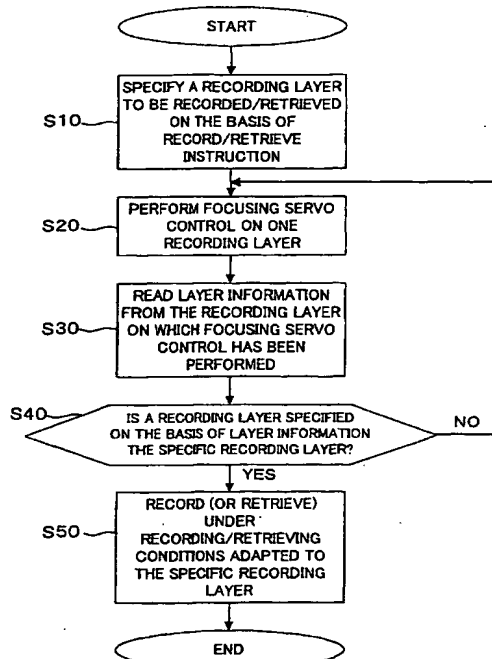 START
SPECIFY A RECORDING LAYER
TO BE RECORDED/RETRIEVED
ON THE BASIS OF
RECORD/RETRIEVE
INSTRUCTION
S10
PERFORM FOCUSING SERVO
CONTROL ON ONE
RECORDING LAYER
S20
READ LAYER INFORMATION
FROM THE RECORDING LAYER
ON WHICH FOCUSING SERVO
CONTROL HAS BEEN
PERFORMED
S30
S40
IS A RECORDING LAYER SPECIFIED
ON THE BASIS OF LAYER INFORMATION
THE SPECIFIC RECORDING LAYER?
NO
YES
RECORD (OR RETRIEVE)
UNDER
RECORDING/RETRIEVING
CONDITIONS ADAPTED TO
THE SPECIFIC RECORDING
LAYER
S50
END